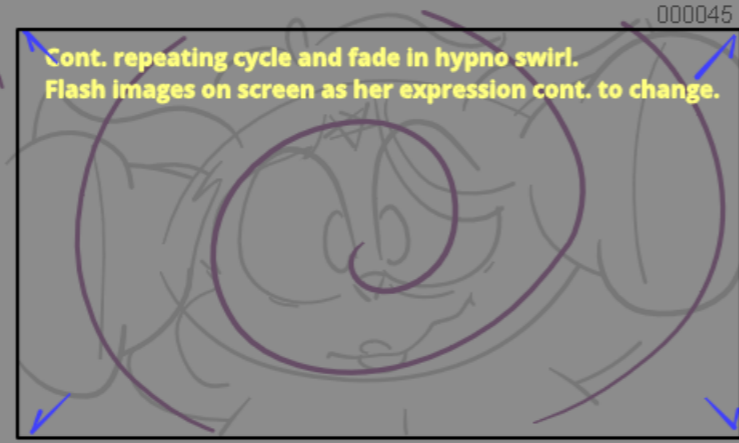 000045
Cont. repeating cycle and fade in hypno swirl.
Flash images on screen as her expression cont. to change.